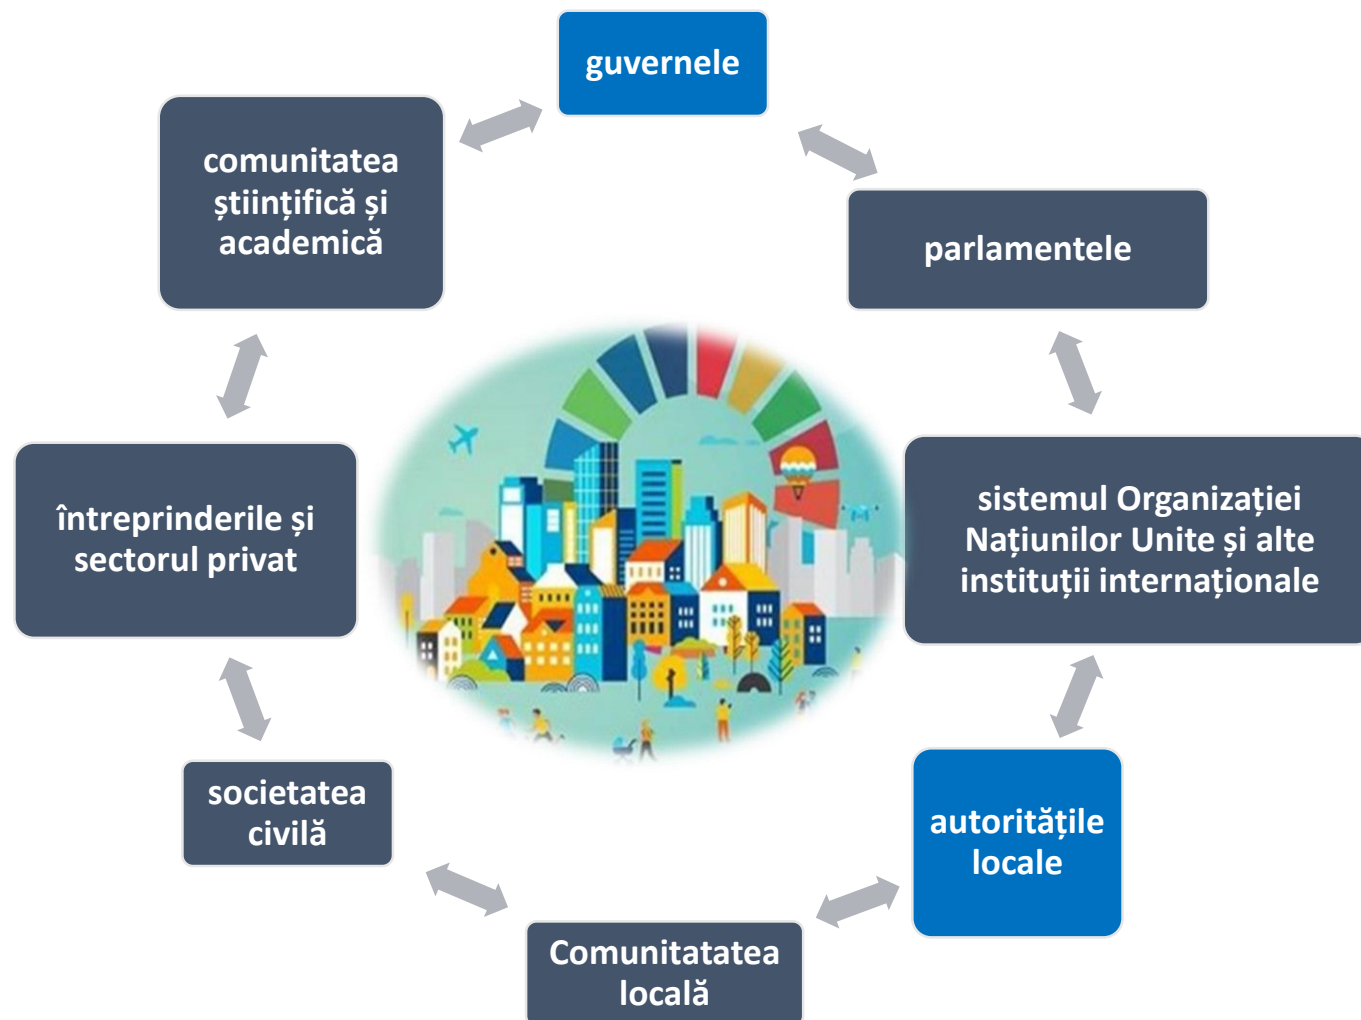 guvernele
parlamentele
sistemul Organizației
Națiunilor Unite și alte
instituții internaționale
autoritățile
locale
Comunitatatea
locală
societatea
civilă
întreprinderile și
sectorul privat
comunitatea
științifică și
academică